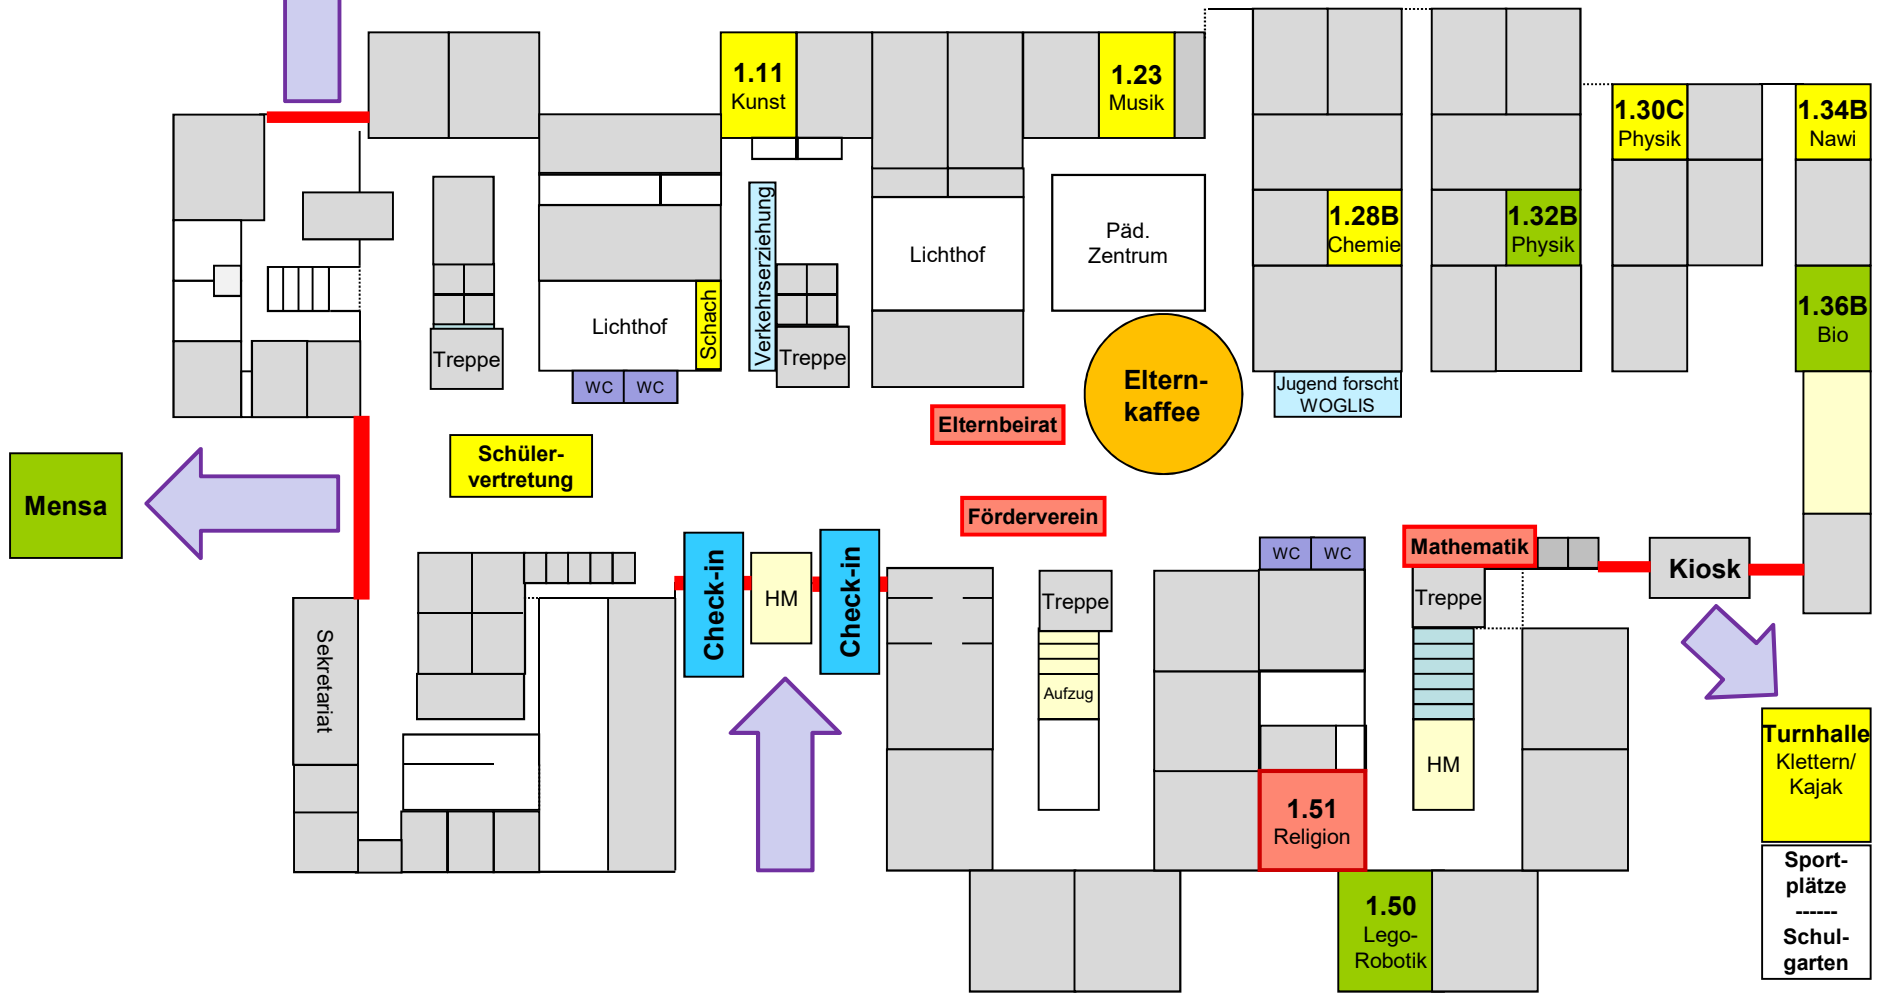 1.11
Kunst
1.23
Musik
1.30C
Physik
1.34B
Nawi
1.28B
Chemie
1.32B
Physik
Verkehrserziehung
Lichthof
Päd.
Zentrum
1.36B
Bio
Lichthof
Schach
Treppe
Treppe
WC
WC
Eltern-
kaffee
Jugend forscht
WOGLIS
Elternbeirat
Schüler-
vertretung
Mensa
Förderverein
Mathematik
WC
WC
Kiosk
Check-in
HM
Check-in
Treppe
Treppe
Sekretariat
Aufzug
HM
Turnhalle
Klettern/
Kajak
1.51
Religion
Sport-
plätze
------
Schul-
garten
1.50
Lego-
Robotik